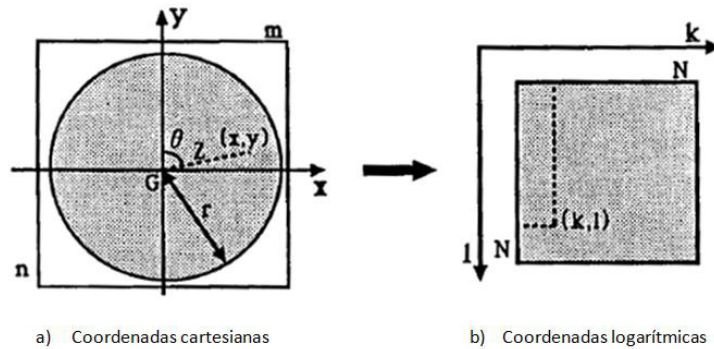 y
m
θ
Z
(x,y)
G
x
r
n
k
N
(k,l)
N
l
a) Coordenadas cartesianas
b) Coordenadas logarítmicas